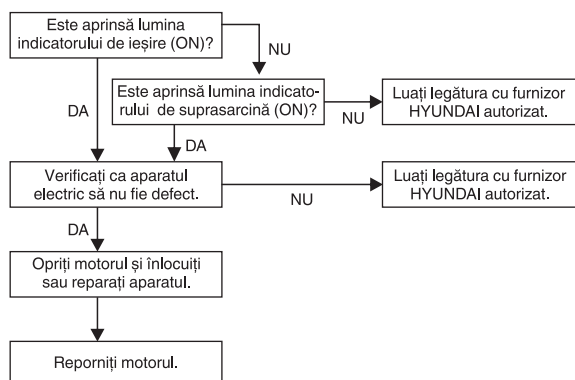 Este aprinsă lumina
indicatorului de ieșire (ON)?
NU
Este aprinsă lumina indicato-
rului de suprasarcină (ON)?
Luați legătura cu furnizor
HYUNDAI autorizat.
DA
NU
DA
Verificați ca aparatul
electric să nu fie defect.
Luați legătura cu furnizor
HYUNDAI autorizat.
NU
DA
Opriți motorul și înlocuiți
sau reparați aparatul.
Reporniți motorul.